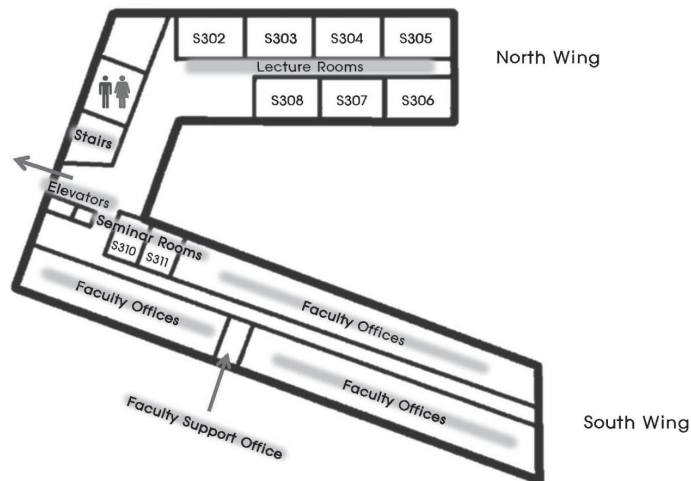 S302
S303
S304
S305
North Wing
Lecture Rooms
S308
S307
S306
Stairs
Elevators
Seminar Rooms
S310
S311
Faculty Offices
Faculty Offices
Faculty Offices
Faculty Support Office
South Wing